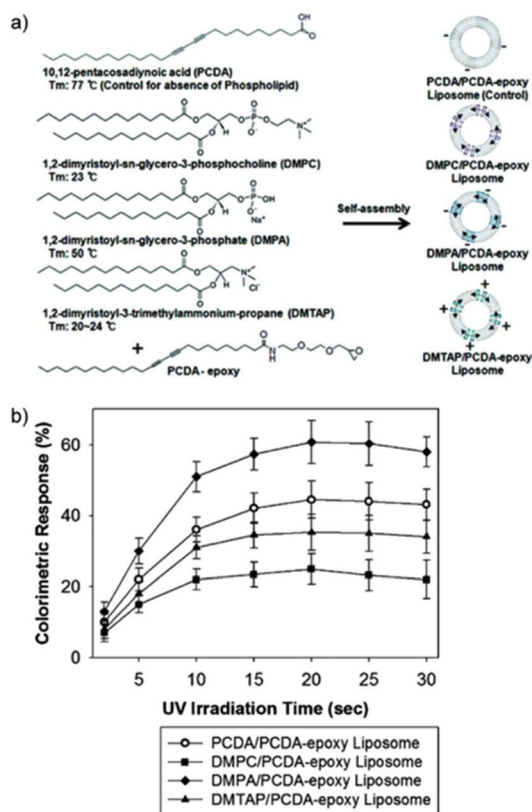 a)
OH
O
10,12-pentacosadiynoic acid (PCDA)
Tm: 77 ℃ (Control for absence of Phospholipid)
PCDA/PCDA-epoxy
Liposome (Control)
1,2-dimyristoyl-sn-glycero-3-phosphocholine (DMPC)
Tm: 23 ℃
DMPC/PCDA-epoxy
Liposome
1,2-dimyristoyl-sn-glycero-3-phosphate (DMPA)
Tm: 50 ℃
Self-assembly
DMPA/PCDA-epoxy
Liposome
1,2-dimyristoyl-3-trimethylammonium-propane (DMTAP)
Tm: 20~24 ℃
DMTAP/PCDA-epoxy
Liposome
+
PCDA-epoxy
b)
Colorimetric Response (%)
60
40
20
0
5 10 15 20 25 30
UV Irradiation Time (sec)
PCDA/PCDA-epoxy Liposome
DMPC/PCDA-epoxy Liposome
DMPA/PCDA-epoxy Liposome
DMTAP/PCDA-epoxy Liposome